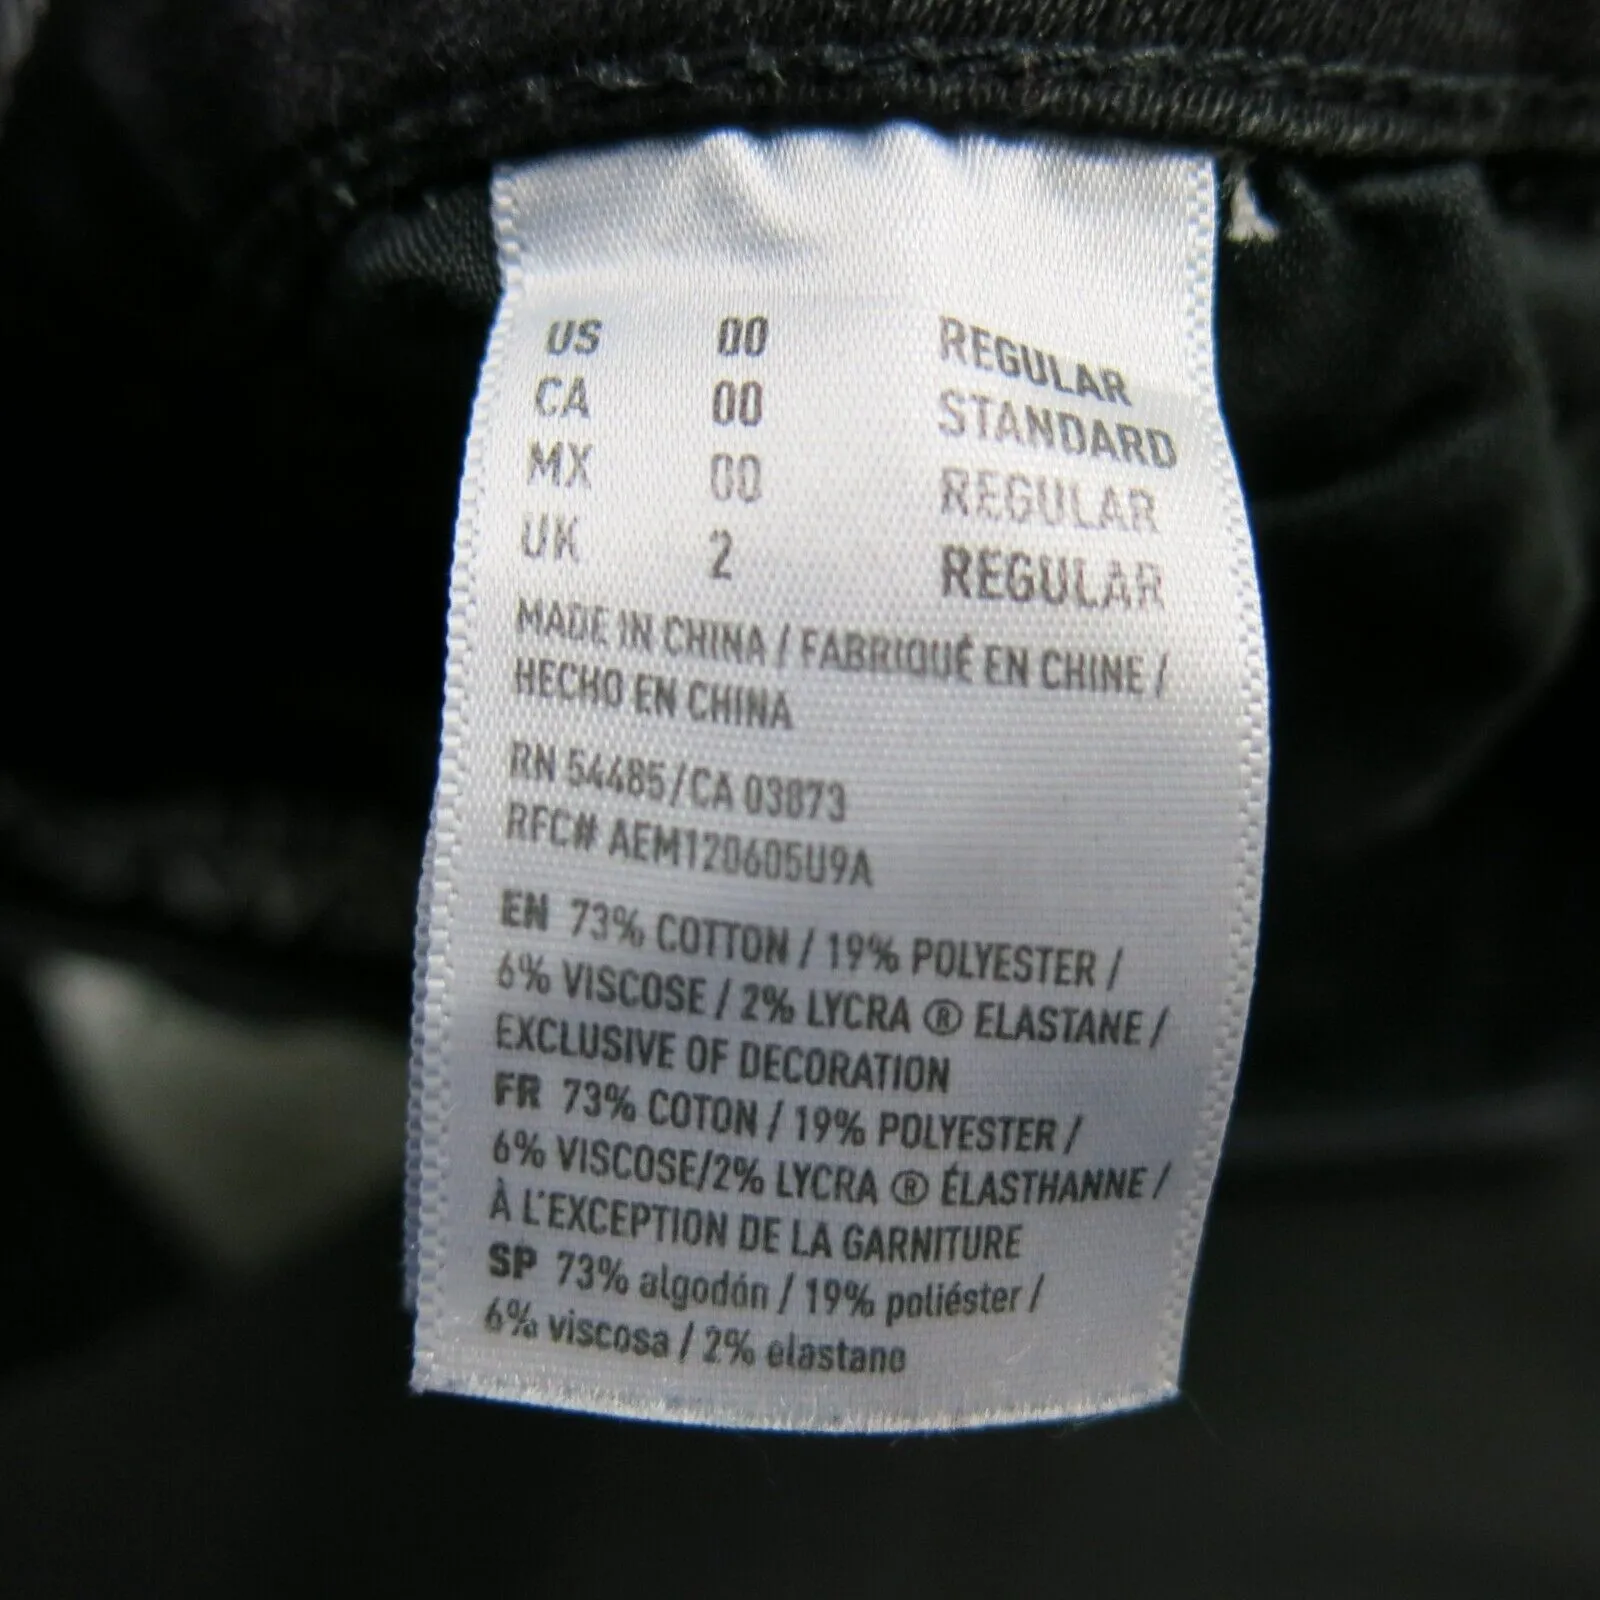 US 00 REGULAR
CA 00 STANDARD
MX 00 REGULAR
UK 2 REGULAR
MADE IN CHINA / FABRIQUÉ EN CHINE /
HECHO EN CHINA
RN 54485/CA 03873
RFC# AEM120605U9A
EN 73% COTTON / 19% POLYESTER /
6% VISCOSE / 2% LYCRA ® ELASTANE /
EXCLUSIVE OF DECORATION
FR 73% COTON / 19% POLYESTER /
6% VISCOSE/2% LYCRA ® ÉLASTHANNE /
À L'EXCEPTION DE LA GARNITURE
SP 73% algodón / 19% poliéster /
6% viscosa / 2% elastano